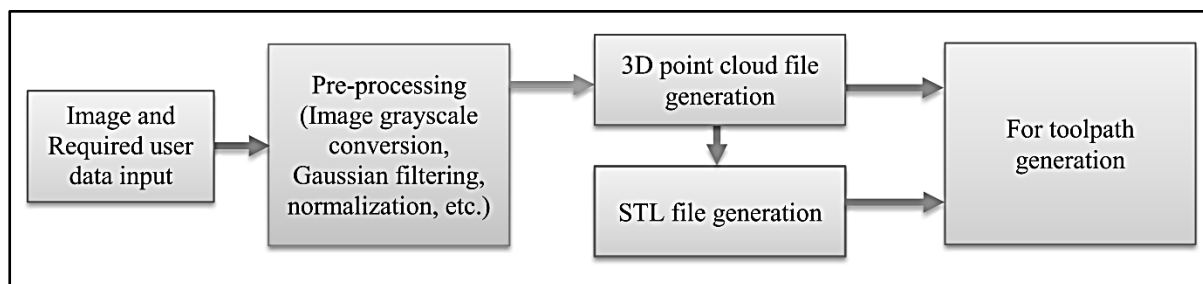 Image and
Required user
data input
Pre-processing
(Image grayscale
conversion,
Gaussian filtering,
normalization, etc.)
3D point cloud file
generation
STL file generation
For toolpath
generation